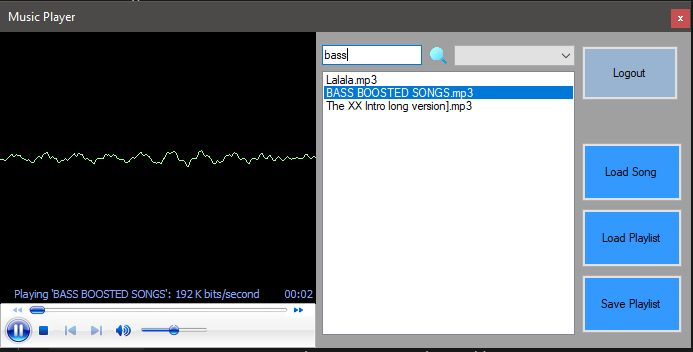 Music Player
x
bass
Logout
Lalala.mp3
BASS BOOSTED SONGS.mp3
The XX Intro long version].mp3
Load Song
Load Playlist
Save Playlist
Playing 'BASS BOOSTED SONGS': 192 K bits/second
00:02